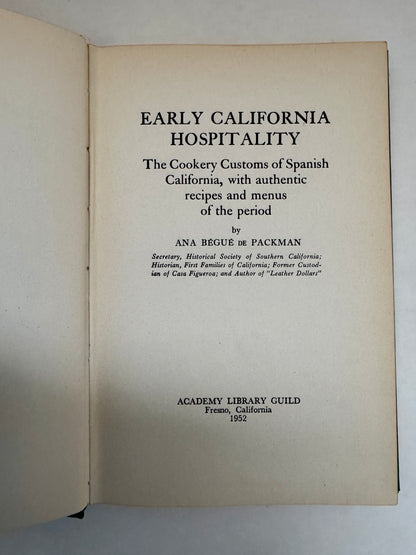 EARLY CALIFORNIA
HOSPITALITY
The Cookery Customs of Spanish
California, with authentic
recipes and menus
of the period
by
ANA BÉGUÉ DE PACKMAN
Secretary, Historical Society of Southern California;
Historian, First Families of California; Former Custod-
ian of Casa Figueroa; and Author of "Leather Dollars"
ACADEMY LIBRARY GUILD
Fresno, California
1952